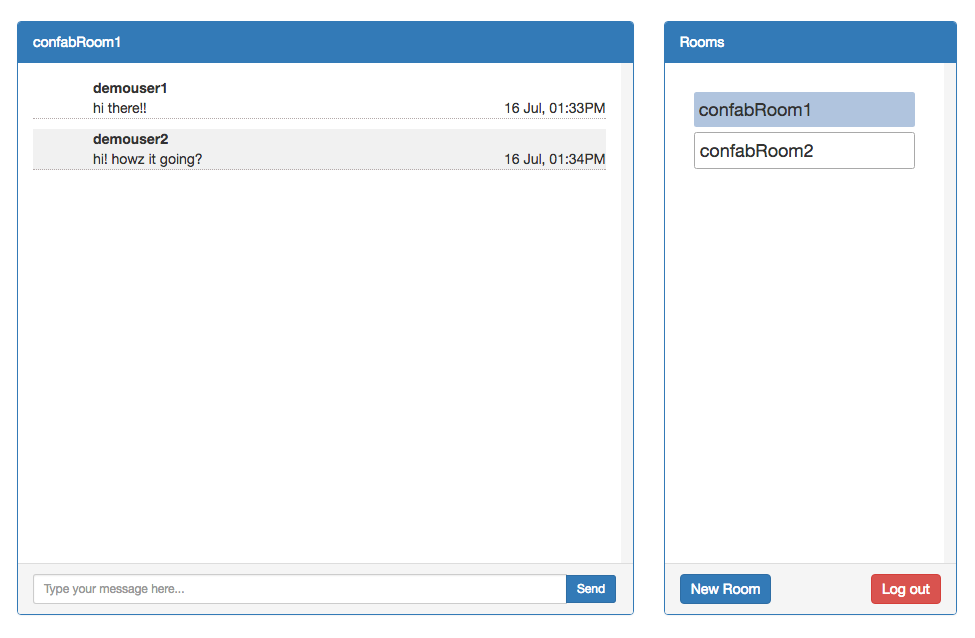 confabRoom1
demouser1
hi there!! 16 Jul, 01:33PM
demouser2
hi! howz it going? 16 Jul, 01:34PM
Type your message here... Send
Rooms
confabRoom1
confabRoom2
New Room Log out